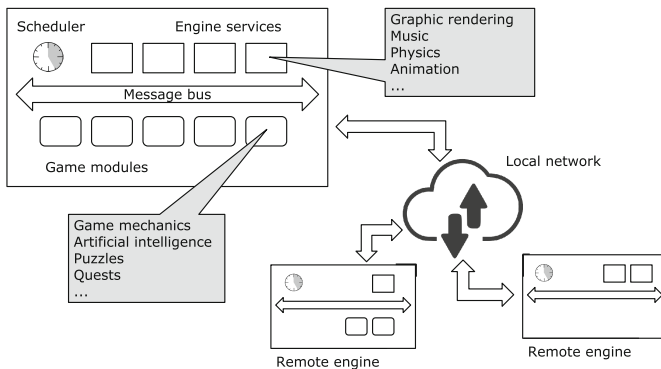 Scheduler
Engine services
Graphic rendering
Music
Physics
Animation
...
Message bus
Game modules
Local network
Game mechanics
Artificial intelligence
Puzzles
Quests
...
Remote engine
Remote engine